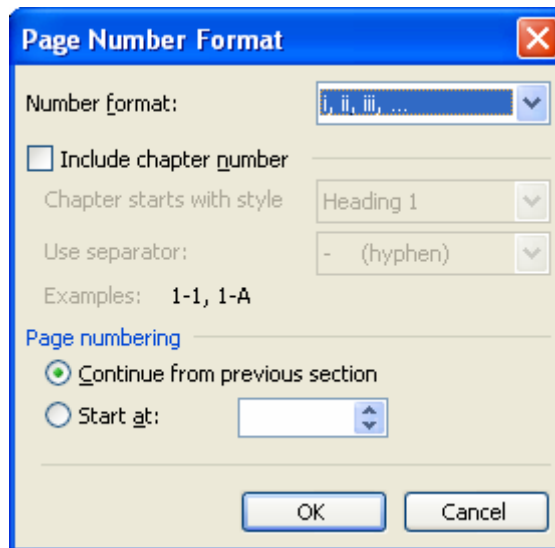 Page Number Format
Number format: i, ii, iii, ...
Include chapter number
Chapter starts with style Heading 1
Use separator: - (hyphen)
Examples: 1-1, 1-A
Page numbering
Continue from previous section
Start at:
OK Cancel